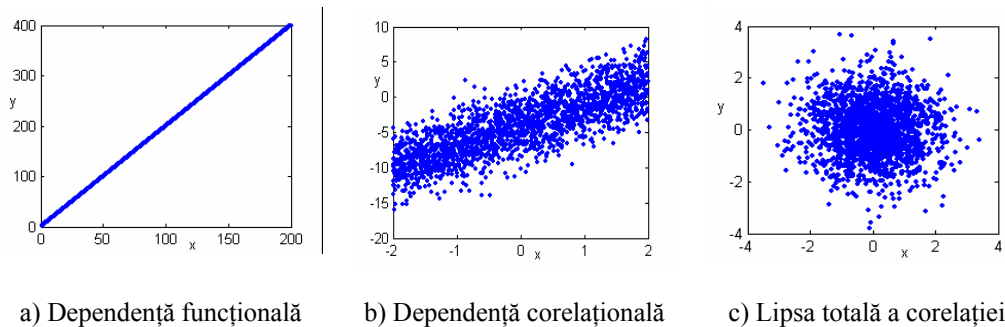 400
300
200
100
0
y
0 50 100 150 200
x
10
5
0
-5
-10
-15
-20
y
-2 -1 0 1 2
x
4
2
0
-2
-4
y
-4 -2 0 2 4
x
a) Dependență funcțională b) Dependență corelațională c) Lipsa totală a corelației